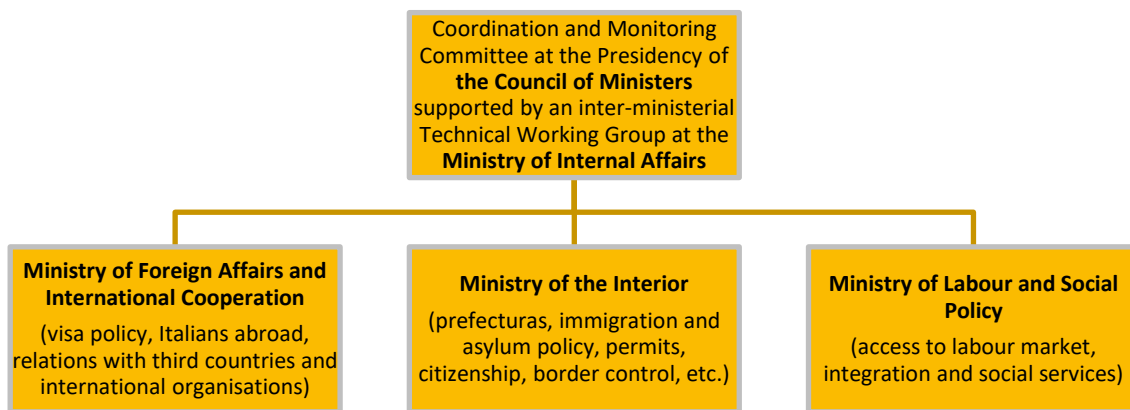 Coordination and Monitoring
Committee at the Presidency of
the Council of Ministers
supported by an inter-ministerial
Technical Working Group at the
Ministry of Internal Affairs
Ministry of Foreign Affairs and
International Cooperation
(visa policy, Italians abroad,
relations with third countries and
international organisations)
Ministry of the Interior
(prefecturas, immigration and
asylum policy, permits,
citizenship, border control, etc.)
Ministry of Labour and Social
Policy
(access to labour market,
integration and social services)